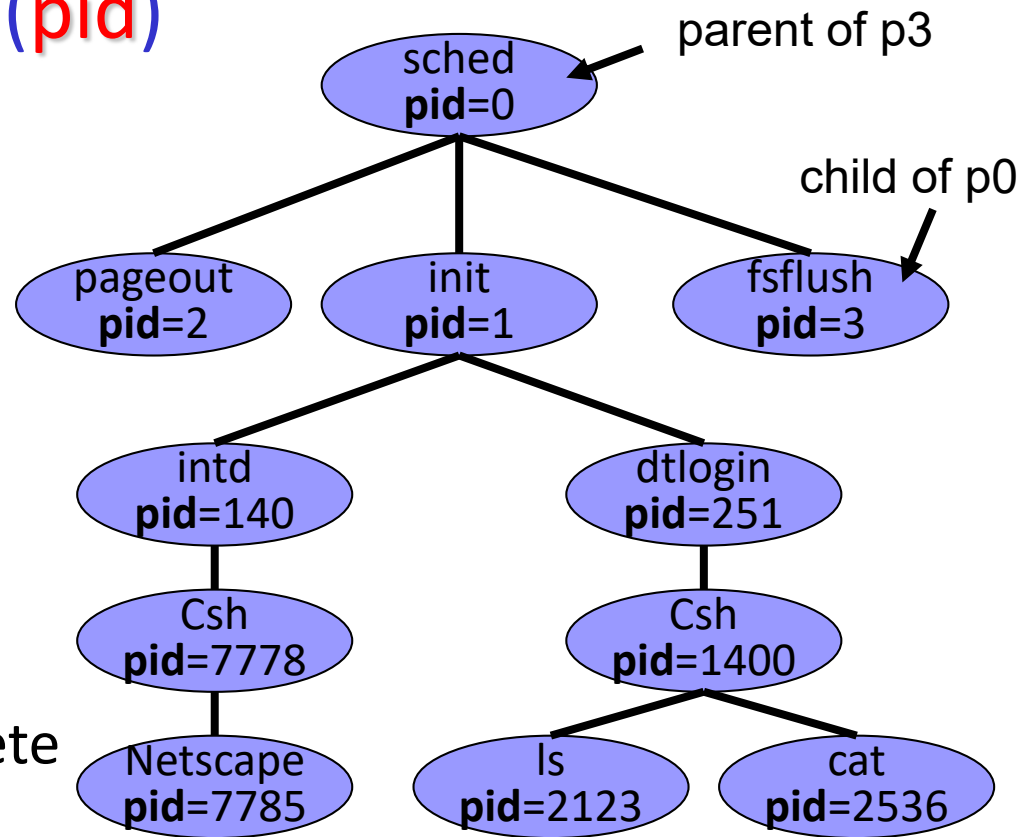 (pid)
parent of p3
sched
pid=0
child of p0
pageout
pid=2
init
pid=1
fsflush
pid=3
intd
pid=140
dtlogin
pid=251
Csh
pid=7778
Csh
pid=1400
ete
Netscape
pid=7785
ls
pid=2123
cat
pid=2536